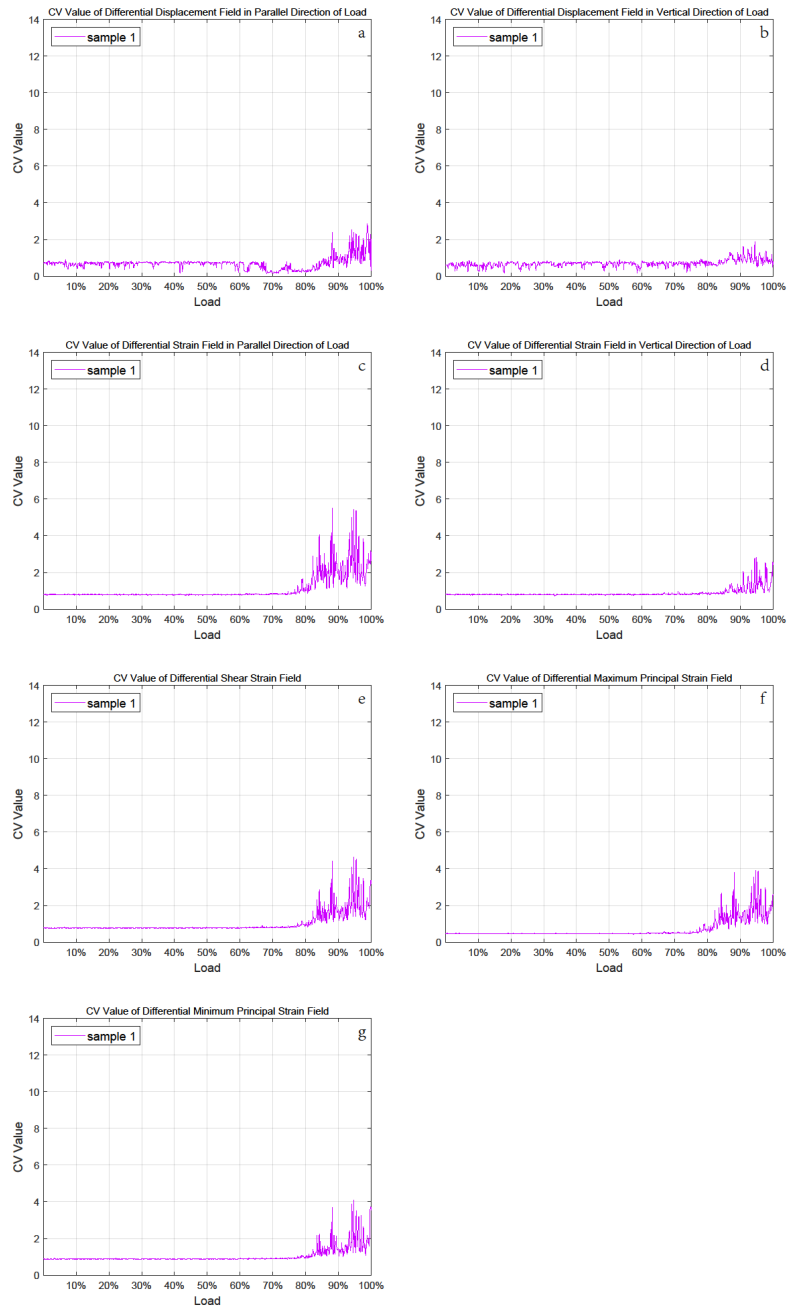 CV Value of Differential Displacement Field in Parallel Direction of Load
a
sample 1
14
12
10
8
6
4
2
0
CV Value
10% 20% 30% 40% 50% 60% 70% 80% 90% 100%
Load
CV Value of Differential Displacement Field in Vertical Direction of Load
b
sample 1
14
12
10
8
6
4
2
0
CV Value
10% 20% 30% 40% 50% 60% 70% 80% 90% 100%
Load
CV Value of Differential Strain Field in Parallel Direction of Load
c
sample 1
14
12
10
8
6
4
2
0
CV Value
10% 20% 30% 40% 50% 60% 70% 80% 90% 100%
Load
CV Value of Differential Strain Field in Vertical Direction of Load
d
sample 1
14
12
10
8
6
4
2
0
CV Value
10% 20% 30% 40% 50% 60% 70% 80% 90% 100%
Load
CV Value of Differential Shear Strain Field
e
sample 1
14
12
10
8
6
4
2
0
CV Value
10% 20% 30% 40% 50% 60% 70% 80% 90% 100%
Load
CV Value of Differential Maximum Principal Strain Field
f
sample 1
14
12
10
8
6
4
2
0
CV Value
10% 20% 30% 40% 50% 60% 70% 80% 90% 100%
Load
CV Value of Differential Minimum Principal Strain Field
g
sample 1
14
12
10
8
6
4
2
0
CV Value
10% 20% 30% 40% 50% 60% 70% 80% 90% 100%
Load